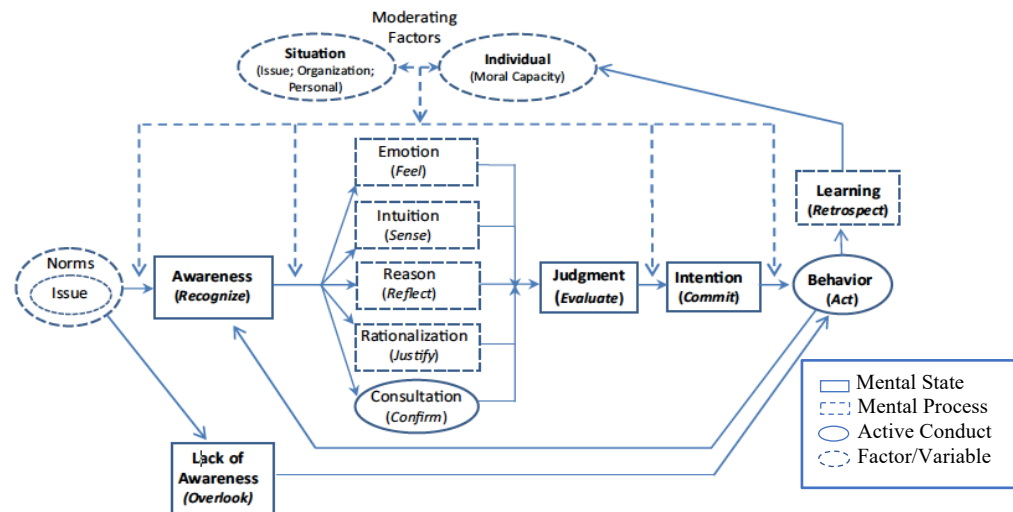 Moderating
Factors
Situation
(Issue; Organization;
Personal)
Individual
(Moral Capacity)
Emotion
(Feel)
Intuition
(Sense)
Reason
(Reflect)
Rationalization
(Justify)
Consultation
(Confirm)
Norms
Issue
Awareness
(Recognize)
Judgment
(Evaluate)
Intention
(Commit)
Behavior
(Act)
Learning
(Retrospect)
Lack of
Awareness
(Overlook)
Mental State
Mental Process
Active Conduct
Factor/Variable